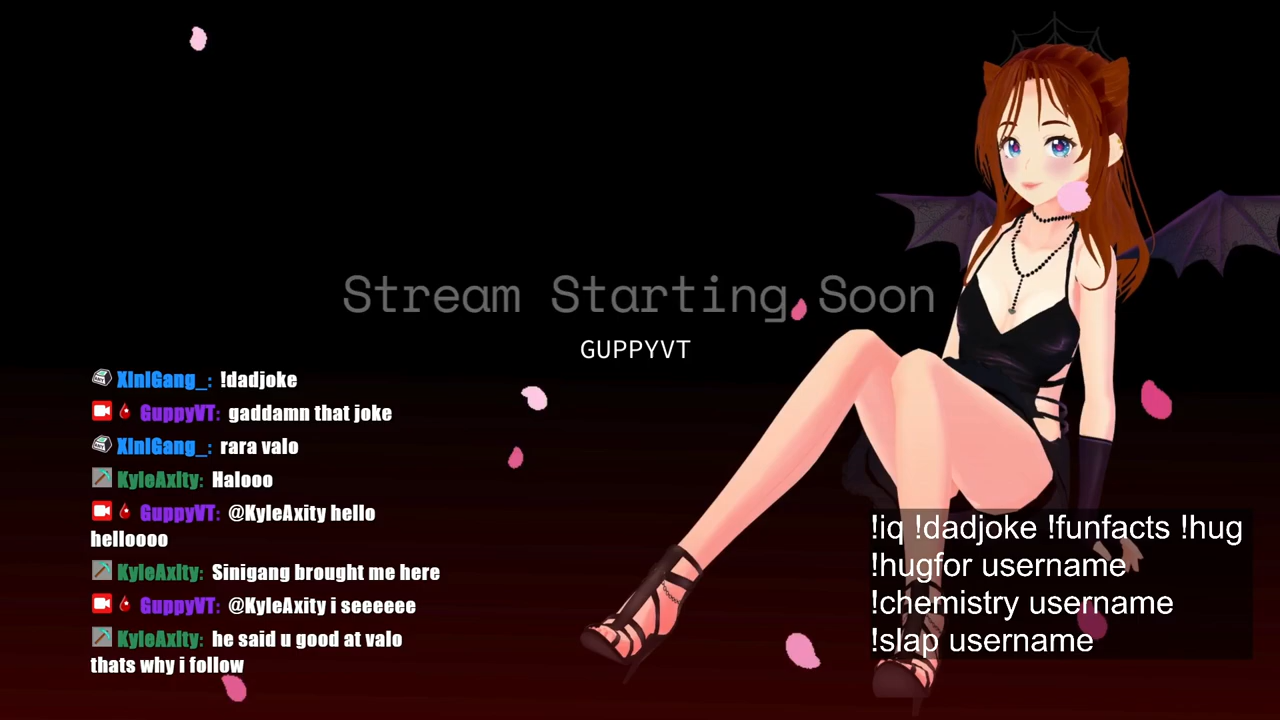 Stream Starting Soon
GUPPYVT
XiniGang_: !dadjoke
GuppyVT: gaddamn that joke
XiniGang_: rara valo
KyleAxity: Halooo
GuppyVT: @KyleAxity hello
helloooo
KyleAxity: Sinigang brought me here
GuppyVT: @KyleAxity i seeeeee
KyleAxity: he said u good at valo
thats why i follow
!iq !dadjoke !funfacts !hug
!hugfor username
!chemistry username
!slap username